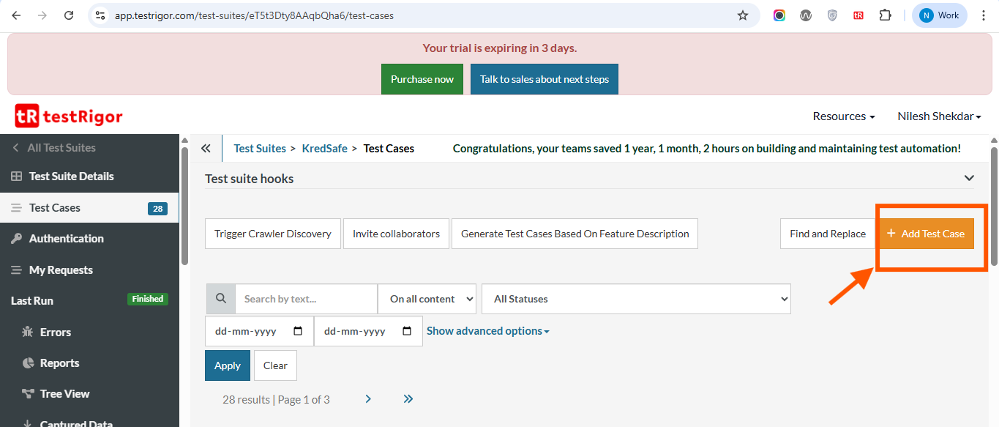 app.testrigor.com/test-suites/eT5t3Dty8AAqbQha6/test-cases
tR
N Work
Your trial is expiring in 3 days.
Purchase now Talk to sales about next steps
tR testRigor
Resources Nilesh Shekdar
All Test Suites
Test Suite Details
Test Cases 28
Authentication
My Requests
Last Run Finished
Errors
Reports
Tree View
Captured Data
Test Suites > KredSafe > Test Cases Congratulations, your teams saved 1 year, 1 month, 2 hours on building and maintaining test automation!
Test suite hooks
Trigger Crawler Discovery Invite collaborators Generate Test Cases Based On Feature Description Find and Replace + Add Test Case
Search by text... On all content All Statuses
dd-mm-yyyy dd-mm-yyyy Show advanced options
Apply Clear
28 results | Page 1 of 3